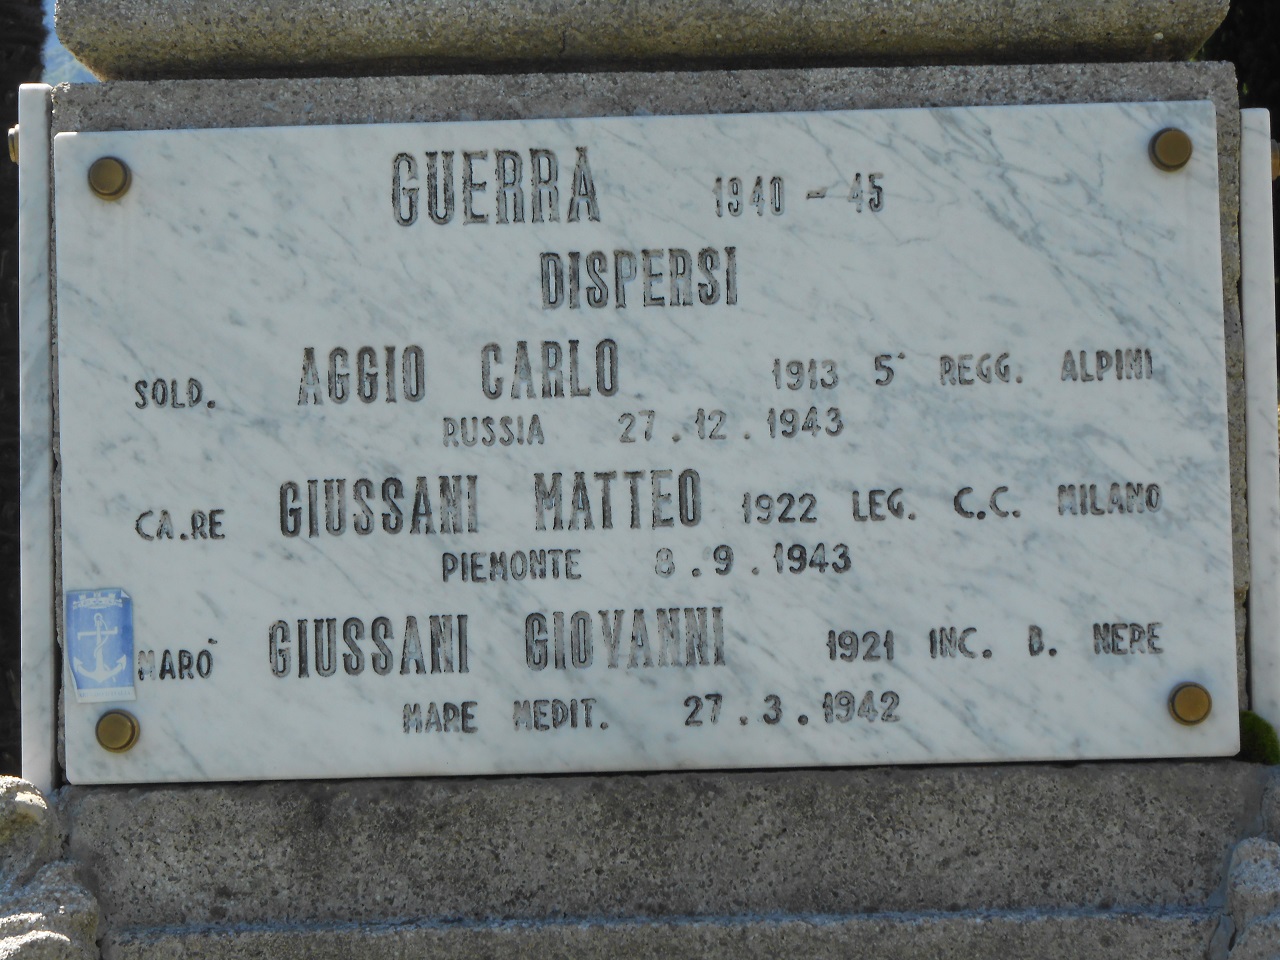 GUERRA 1940 - 45
DISPERSI
SOLD. AGGIO CARLO 1913 5° REGG. ALPINI
RUSSIA 27.12.1943
CA.RE GIUSSANI MATTEO 1922 LEG. C.C. MILANO
PIEMONTE 8.9.1943
MARÒ GIUSSANI GIOVANNI 1921 INC. B. NERE
MARE MEDIT. 27.3.1942